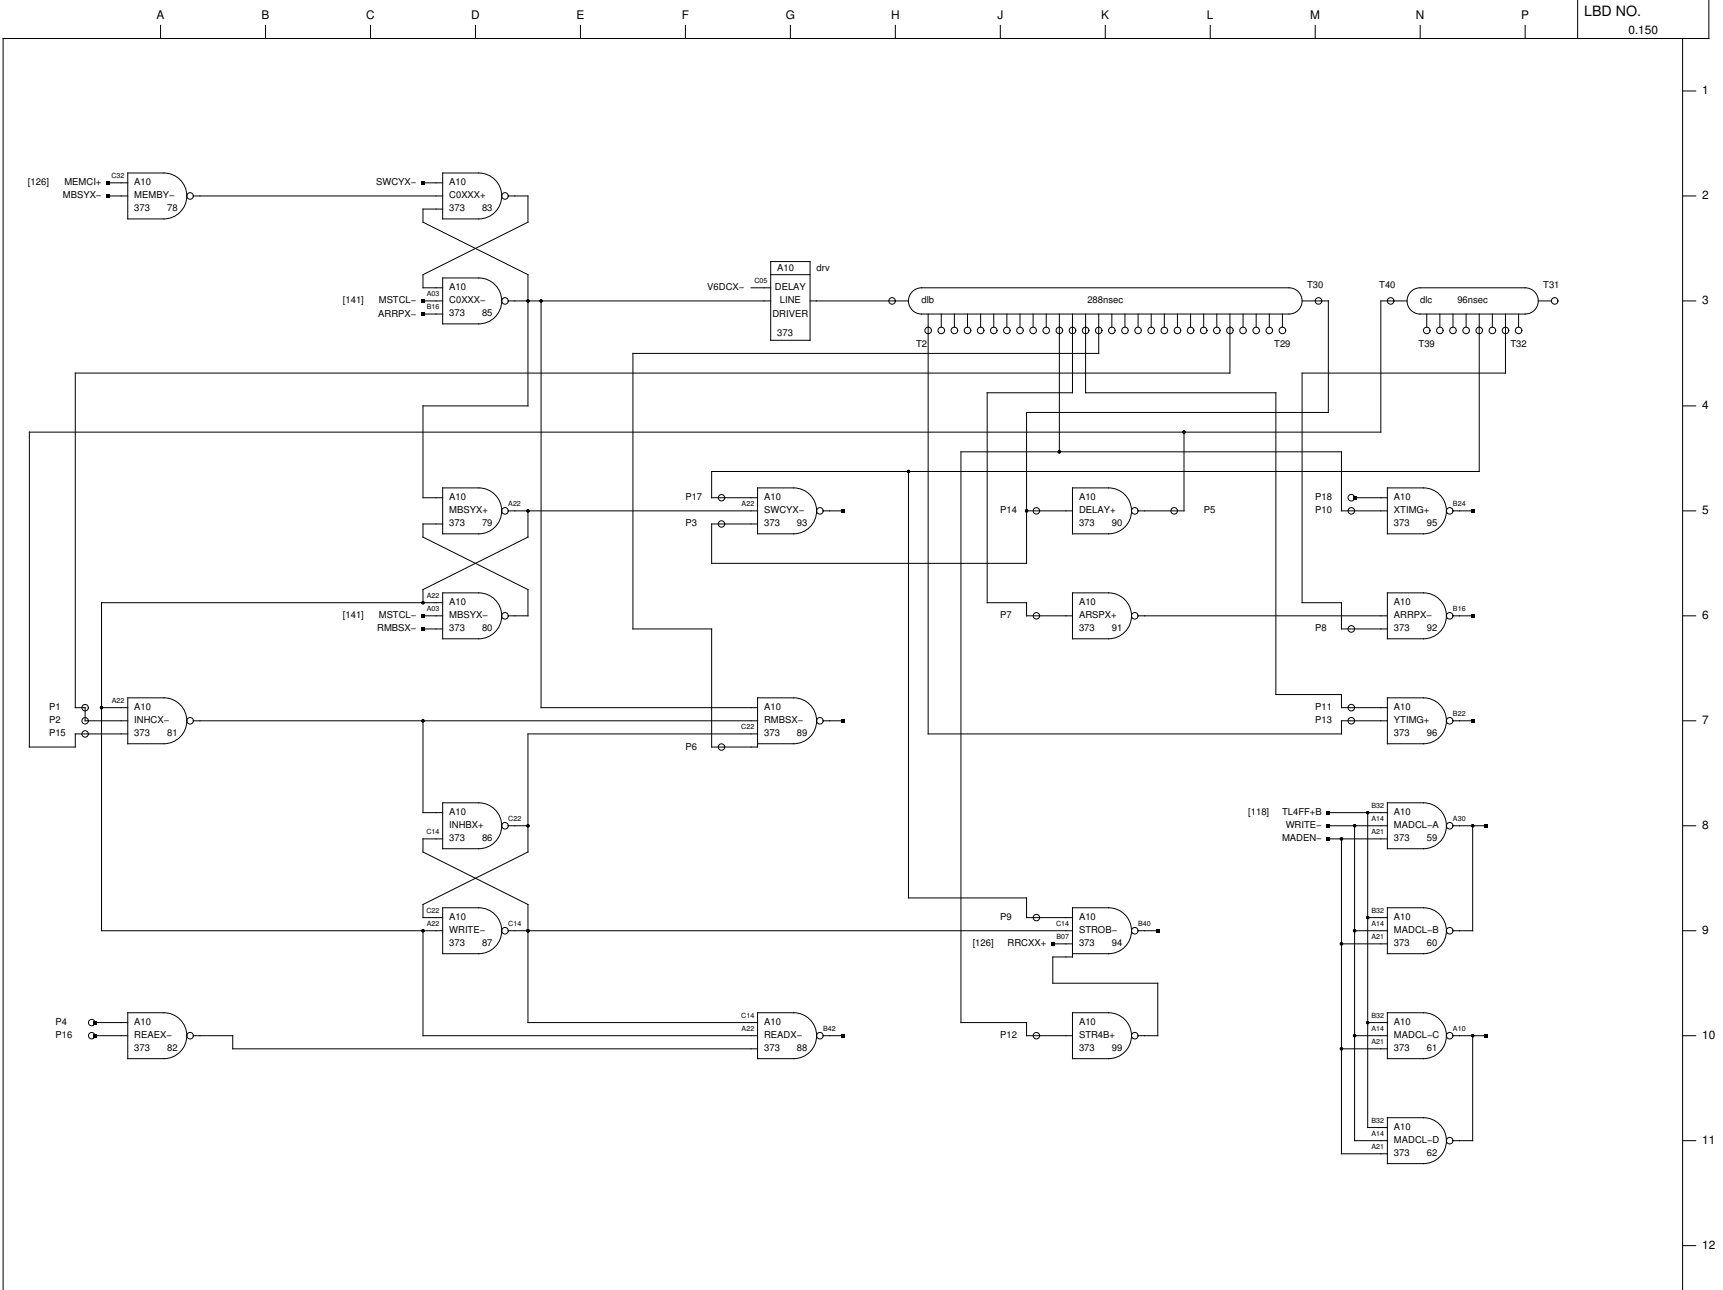 A B C D E F G H J K L M N P
LBD NO.
0.150
1
2
3
4
5
6
7
8
9
10
11
12
[126] MEMCI+ C32
MBSYX−
A10
MEMBY−
373 78
SWCYX−
A10
C0XXX+
373 83
[141] MSTCL− A03
ARRPX− B16
A10
C0XXX−
373 85
V6DCX− C05
A10 drv
DELAY
LINE
DRIVER
373
dlb 288nsec
T2
T29
T30
T40
dlc 96nsec
T31
T39
T32
A10
MBSYX+ A22
373 79
P17
A22
P3
A10
SWCYX−
373 93
P14
A10
DELAY+
373 90
P5
P18
P10
A10
XTIMG+ B24
373 95
A22
[141] MSTCL− A03
RMBSX−
A10
MBSYX−
373 80
P7
A10
ARSPX+
373 91
P8
A10
ARRPX− B16
373 92
P1 A22
P2
P15
A10
INHCX−
373 81
C22
P6
A10
RMBSX−
373 89
P11
P13
A10
YTIMG+ B22
373 96
C14
A10
INHBX+ C22
373 86
[118] TL4FF+B B32
WRITE− A14
MADEN− A21
A10
MADCL−A A30
373 59
C22
A22
A10
WRITE− C14
373 87
P9
C14
[126] RRCXX+ B07
A10
STROB− B40
373 94
B32
A14
A21
A10
MADCL−B
373 60
P4
P16
A10
REAEX−
373 82
C14
A22
A10
READX− B42
373 88
P12
A10
STR4B+
373 99
B32
A14
A21
A10
MADCL−C A10
373 61
B32
A14
A21
A10
MADCL−D
373 62